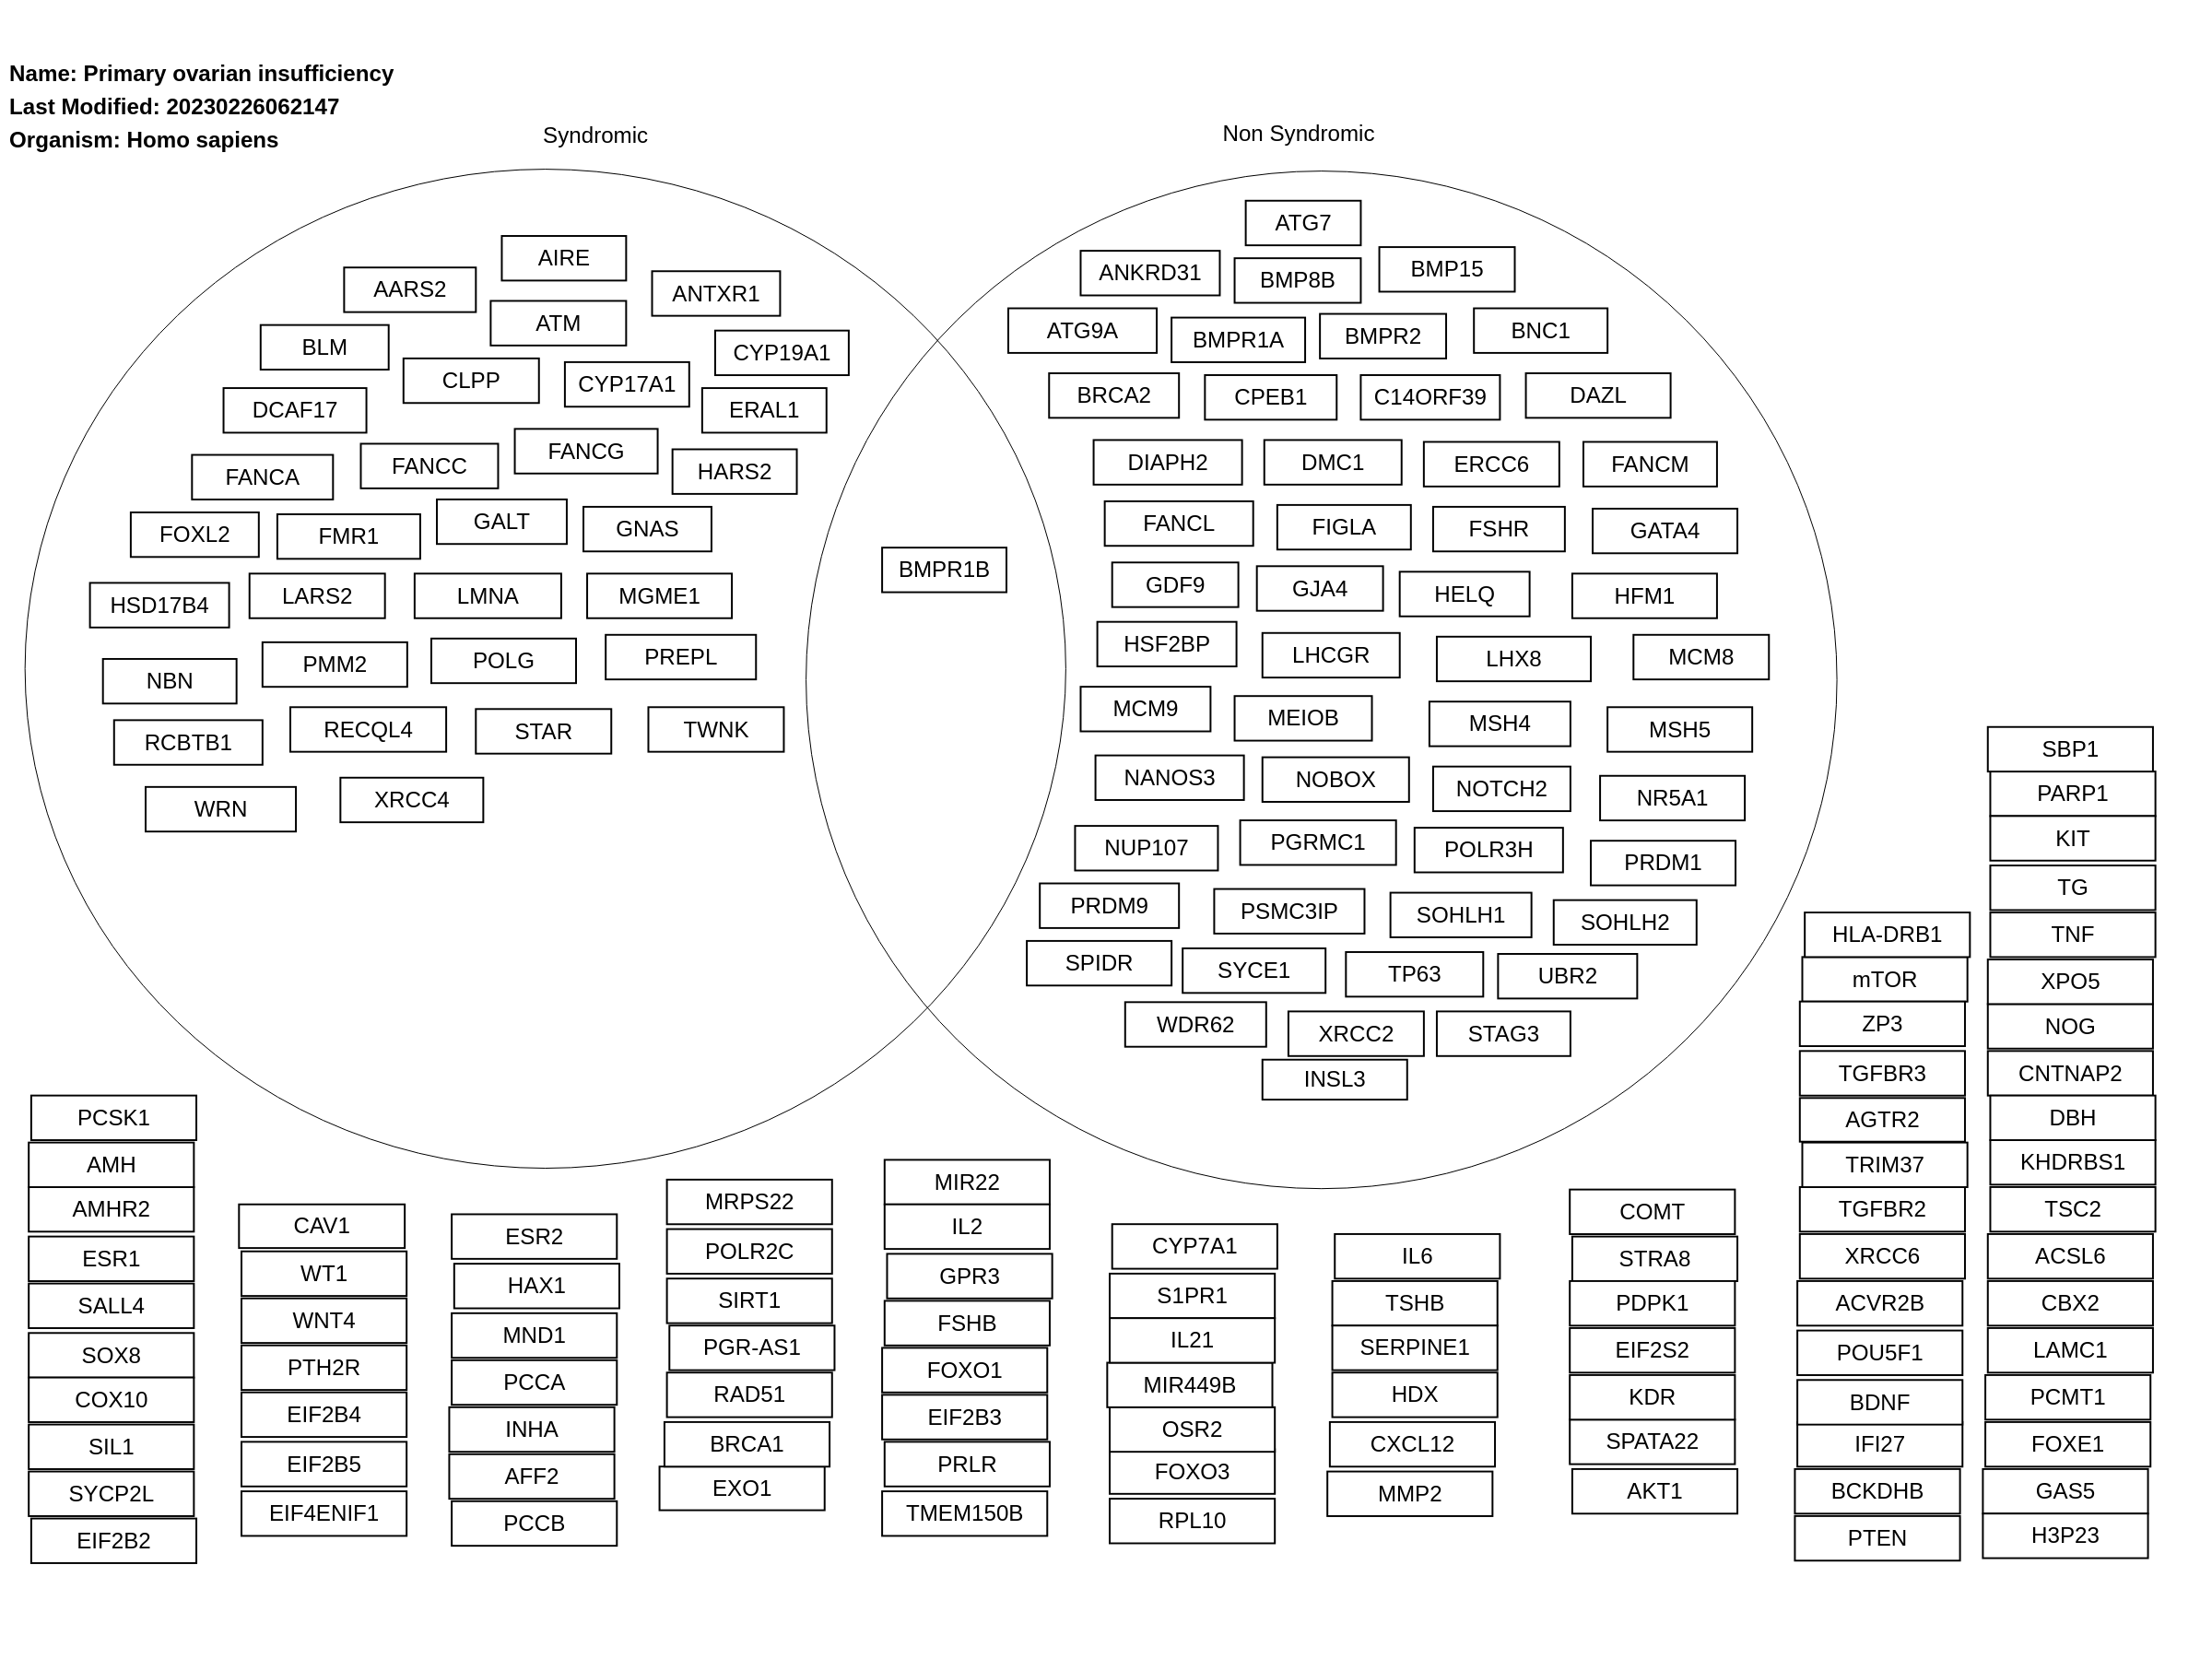 Name: Primary ovarian insufficiency
Last Modified: 20230226062147
Organism: Homo sapiens
Syndromic
Non Syndromic
AIRE
AARS2
ANTXR1
ATM
BLM
CYP19A1
CLPP
CYP17A1
DCAF17
ERAL1
FANCG
FANCC
HARS2
FANCA
GALT
GNAS
FOXL2
FMR1
HSD17B4
LARS2
LMNA
MGME1
PMM2
POLG
PREPL
NBN
RCBTB1
RECQL4
STAR
TWNK
WRN
XRCC4
BMPR1B
ATG7
ANKRD31
BMP8B
BMP15
ATG9A
BMPR1A
BMPR2
BNC1
BRCA2
CPEB1
C14ORF39
DAZL
DIAPH2
DMC1
ERCC6
FANCM
FANCL
FIGLA
FSHR
GATA4
GDF9
GJA4
HELQ
HFM1
HSF2BP
LHCGR
LHX8
MCM8
MCM9
MEIOB
MSH4
MSH5
NANOS3
NOBOX
NOTCH2
NR5A1
NUP107
PGRMC1
POLR3H
PRDM1
PRDM9
PSMC3IP
SOHLH1
SOHLH2
SPIDR
SYCE1
TP63
UBR2
WDR62
XRCC2
STAG3
INSL3
PCSK1
AMH
AMHR2
ESR1
SALL4
SOX8
COX10
SIL1
SYCP2L
EIF2B2
CAV1
WT1
WNT4
PTH2R
EIF2B4
EIF2B5
EIF4ENIF1
ESR2
HAX1
MND1
PCCA
INHA
AFF2
PCCB
MRPS22
POLR2C
SIRT1
PGR-AS1
RAD51
BRCA1
EXO1
MIR22
IL2
GPR3
FSHB
FOXO1
EIF2B3
PRLR
TMEM150B
CYP7A1
S1PR1
IL21
MIR449B
OSR2
FOXO3
RPL10
IL6
TSHB
SERPINE1
HDX
CXCL12
MMP2
COMT
STRA8
PDPK1
EIF2S2
KDR
SPATA22
AKT1
HLA-DRB1
mTOR
ZP3
TGFBR3
AGTR2
TRIM37
TGFBR2
XRCC6
ACVR2B
POU5F1
BDNF
IFI27
BCKDHB
PTEN
SBP1
PARP1
KIT
TG
TNF
XPO5
NOG
CNTNAP2
DBH
KHDRBS1
TSC2
ACSL6
CBX2
LAMC1
PCMT1
FOXE1
GAS5
H3P23